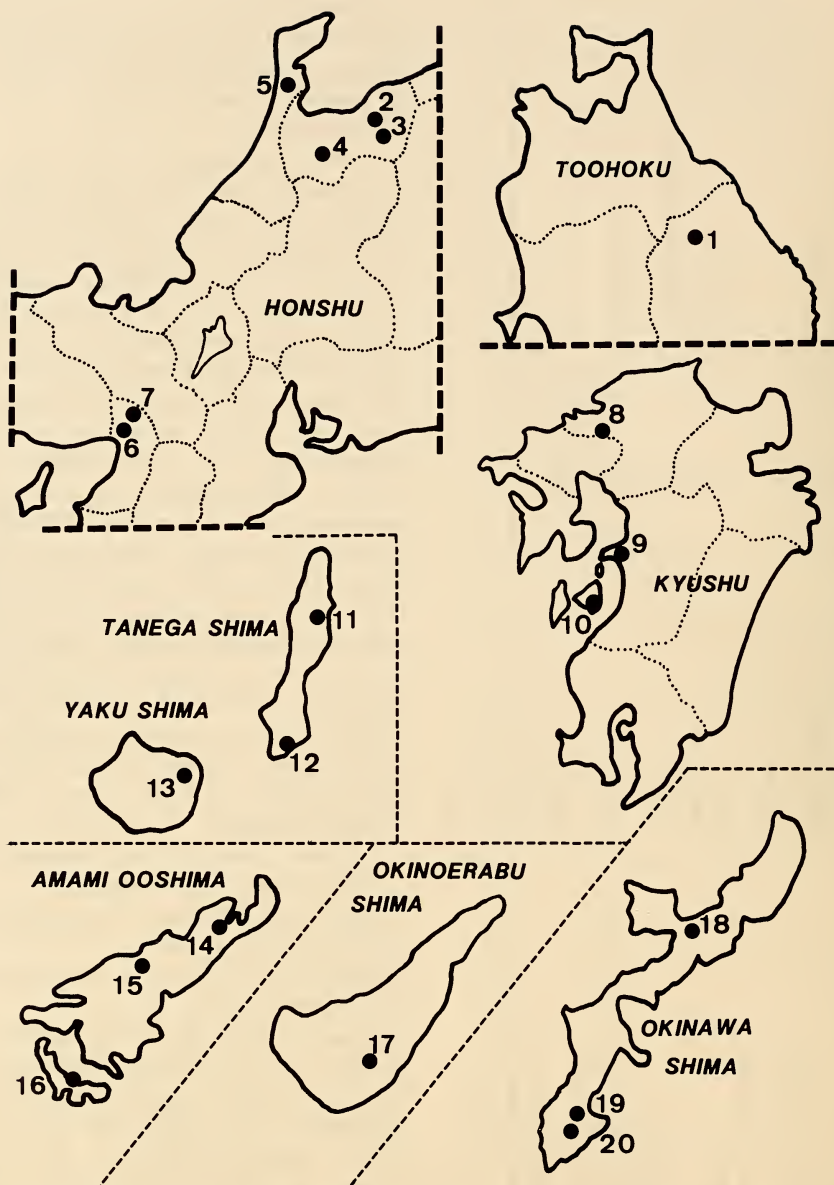 5
2
3
4
HONSHU
7
6
TOOHOKU
1
8
9
KYUSHU
10
TANEGA SHIMA
11
YAKU SHIMA
12
13
AMAMI OOSHIMA
14
15
16
OKINOERABU
SHIMA
17
18
OKINAWA
SHIMA
19
20